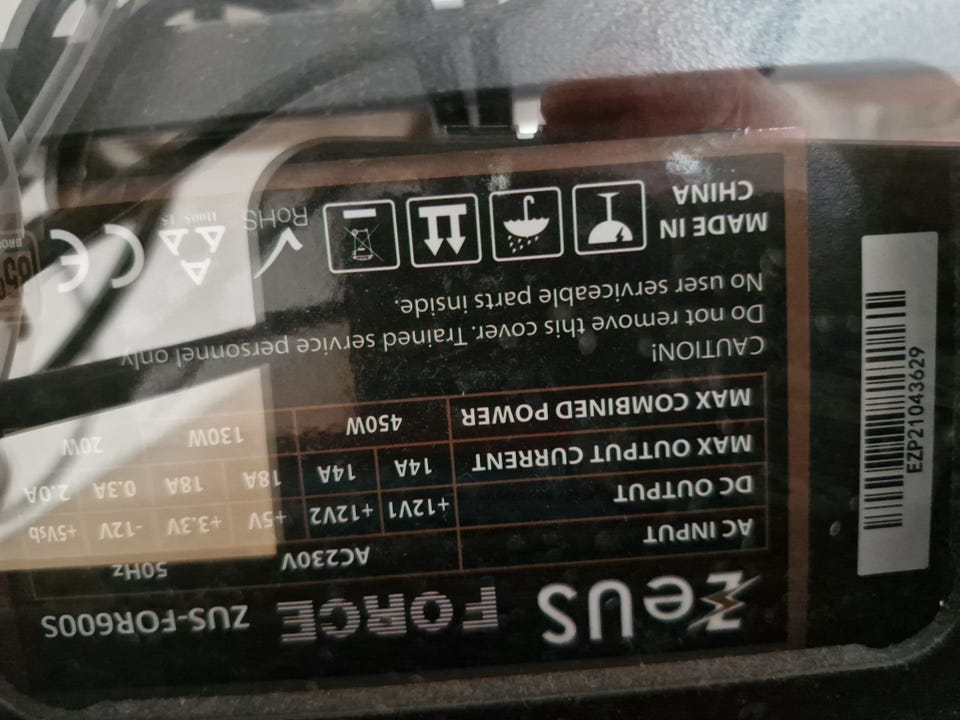 ZeUS FORCE ZUS-FOR600S
AC INPUT AC230V 50Hz
DC OUTPUT +12V1 +12V2 +5V +3.3V -12V +5Vsb
MAX OUTPUT CURRENT 14A 14A 18A 18A 0.3A 2.0A
MAX COMBINED POWER 450W 130W 20W
CAUTION!
Do not remove this cover. Trained service personnel only
No user serviceable parts inside.
MADE IN
CHINA
RoHS
CE
EZP21043629